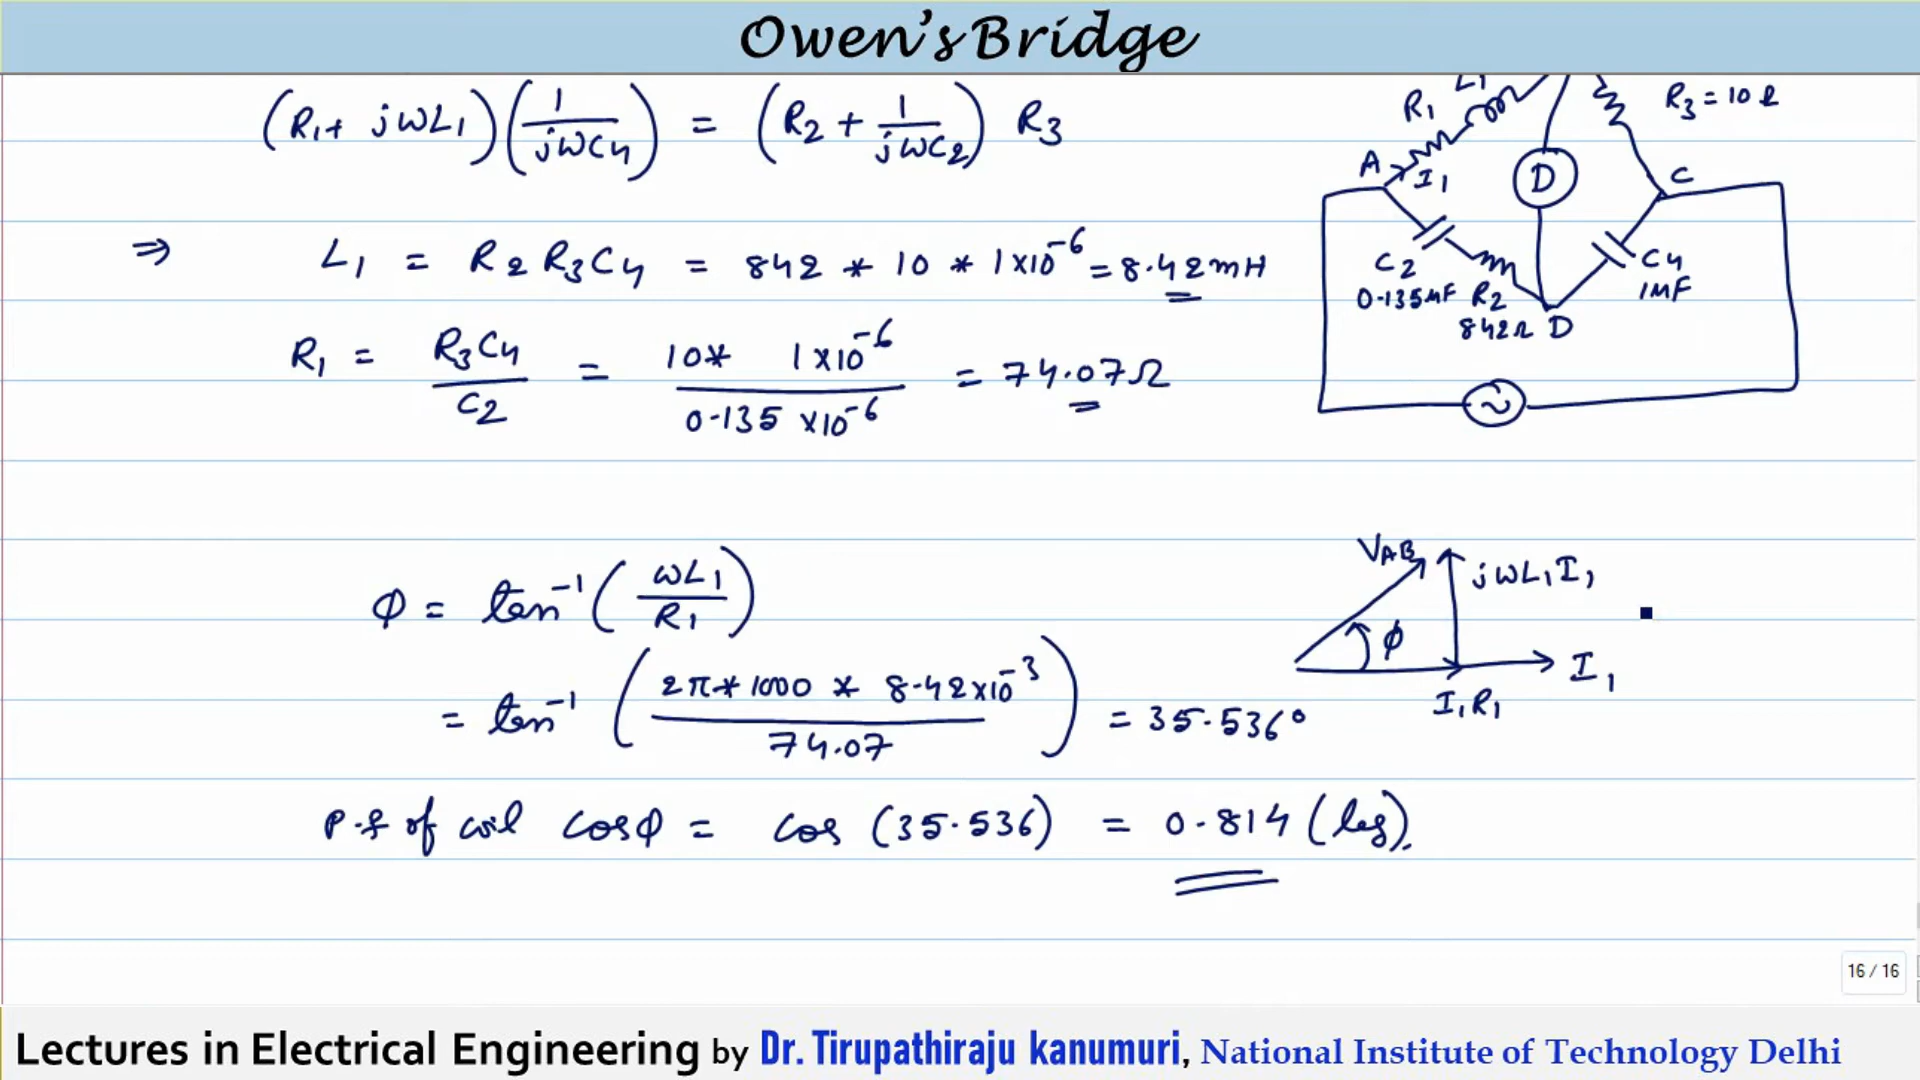 Owen's Bridge
(R1 + jωL1)(1/jωC4) = (R2 + 1/jωC2) R3
⇒ L1 = R2 R3 C4 = 842 * 10 * 1×10^-6 = 8.42mH
R1 = R3C4/C2 = 10* 1×10^-6 / 0.135 ×10^-6 = 74.07Ω
L1
R1
R3 = 10Ω
A
I1
D
C
C2
0.135μF
R2
842Ω
D
C4
1μF
ϕ = tan^-1 (ωL1/R1)
= tan^-1 (2π*1000 * 8.42×10^-3 / 74.07) = 35.536°
VAB
jωL1I1
ϕ
I1
I1R1
P.f of coil cosϕ = cos (35.536) = 0.814 (lag).
16 / 16
Lectures in Electrical Engineering by Dr. Tirupathiraju kanumuri, National Institute of Technology Delhi